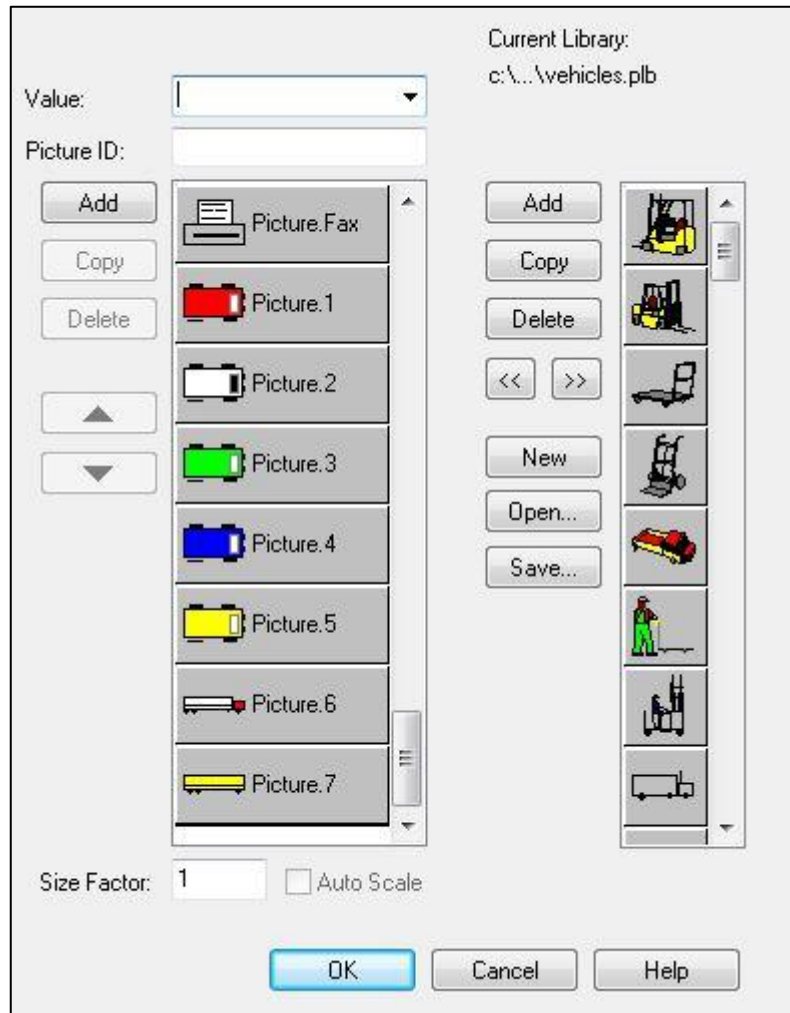 Current Library:
c:\...\vehicles.plb
Value:
Picture ID:
Add
Copy
Delete
Picture.Fax
Picture.1
Picture.2
Picture.3
Picture.4
Picture.5
Picture.6
Picture.7
Add
Copy
Delete
<< >>
New
Open...
Save...
Size Factor: 1 Auto Scale
OK Cancel Help